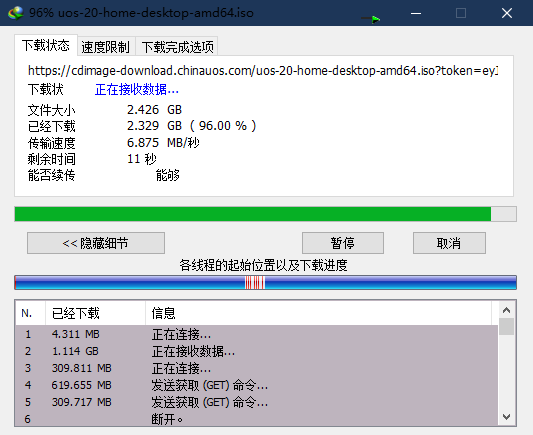 96% uos-20-home-desktop-amd64.iso
下载状态 速度限制 下载完成选项
https://cdimage-download.chinauos.com/uos-20-home-desktop-amd64.iso?token=eyJ
下载状 正在接收数据...
文件大小 2.426 GB
已经下载 2.329 GB ( 96.00 % )
传输速度 6.875 MB/秒
剩余时间 11 秒
能否续传 能够
<< 隐藏细节 暂停 取消
各线程的起始位置以及下载进度
N. 已经下载 信息
1 4.311 MB 正在连接...
2 1.114 GB 正在接收数据...
3 309.811 MB 正在连接...
4 619.655 MB 发送获取 (GET) 命令...
5 309.717 MB 发送获取 (GET) 命令...
6 断开。